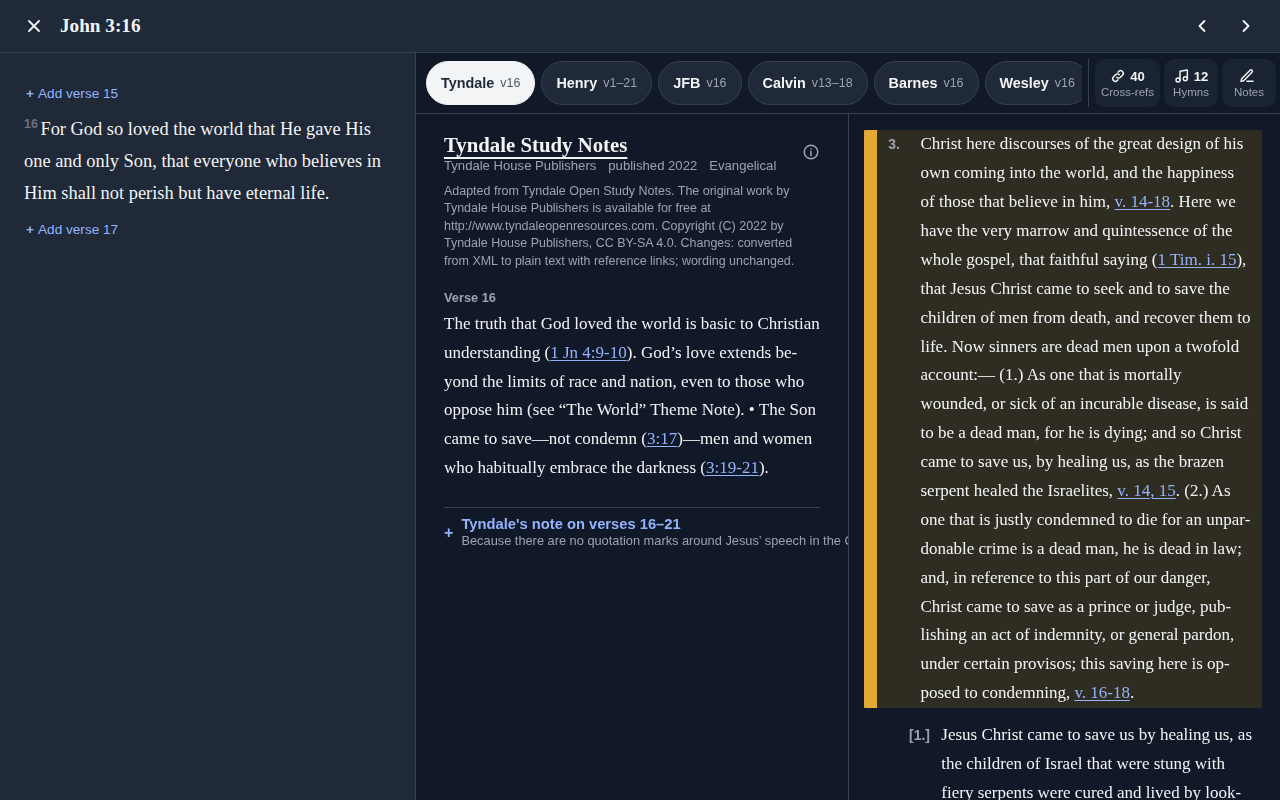 John 3:16
+ Add verse 15
16 For God so loved the world that He gave His
one and only Son, that everyone who believes in
Him shall not perish but have eternal life.
+ Add verse 17
Tyndale v16
Henry v1–21
JFB v16
Calvin v13–18
Barnes v16
Wesley v16
40
Cross-refs
12
Hymns
Notes
Tyndale Study Notes
Tyndale House Publishers published 2022 Evangelical
Adapted from Tyndale Open Study Notes. The original work by
Tyndale House Publishers is available for free at
http://www.tyndaleopenresources.com. Copyright (C) 2022 by
Tyndale House Publishers, CC BY-SA 4.0. Changes: converted
from XML to plain text with reference links; wording unchanged.
Verse 16
The truth that God loved the world is basic to Christian
understanding (1 Jn 4:9-10). God’s love extends be-
yond the limits of race and nation, even to those who
oppose him (see “The World” Theme Note). • The Son
came to save—not condemn (3:17)—men and women
who habitually embrace the darkness (3:19-21).
+ Tyndale's note on verses 16–21
Because there are no quotation marks around Jesus’ speech in the
3. Christ here discourses of the great design of his
own coming into the world, and the happiness
of those that believe in him, v. 14-18. Here we
have the very marrow and quintessence of the
whole gospel, that faithful saying (1 Tim. i. 15),
that Jesus Christ came to seek and to save the
children of men from death, and recover them to
life. Now sinners are dead men upon a twofold
account:— (1.) As one that is mortally
wounded, or sick of an incurable disease, is said
to be a dead man, for he is dying; and so Christ
came to save us, by healing us, as the brazen
serpent healed the Israelites, v. 14, 15. (2.) As
one that is justly condemned to die for an unpar-
donable crime is a dead man, he is dead in law;
and, in reference to this part of our danger,
Christ came to save as a prince or judge, pub-
lishing an act of indemnity, or general pardon,
under certain provisos; this saving here is op-
posed to condemning, v. 16-18.
[1.] Jesus Christ came to save us by healing us, as
the children of Israel that were stung with
fiery serpents were cured and lived by look-